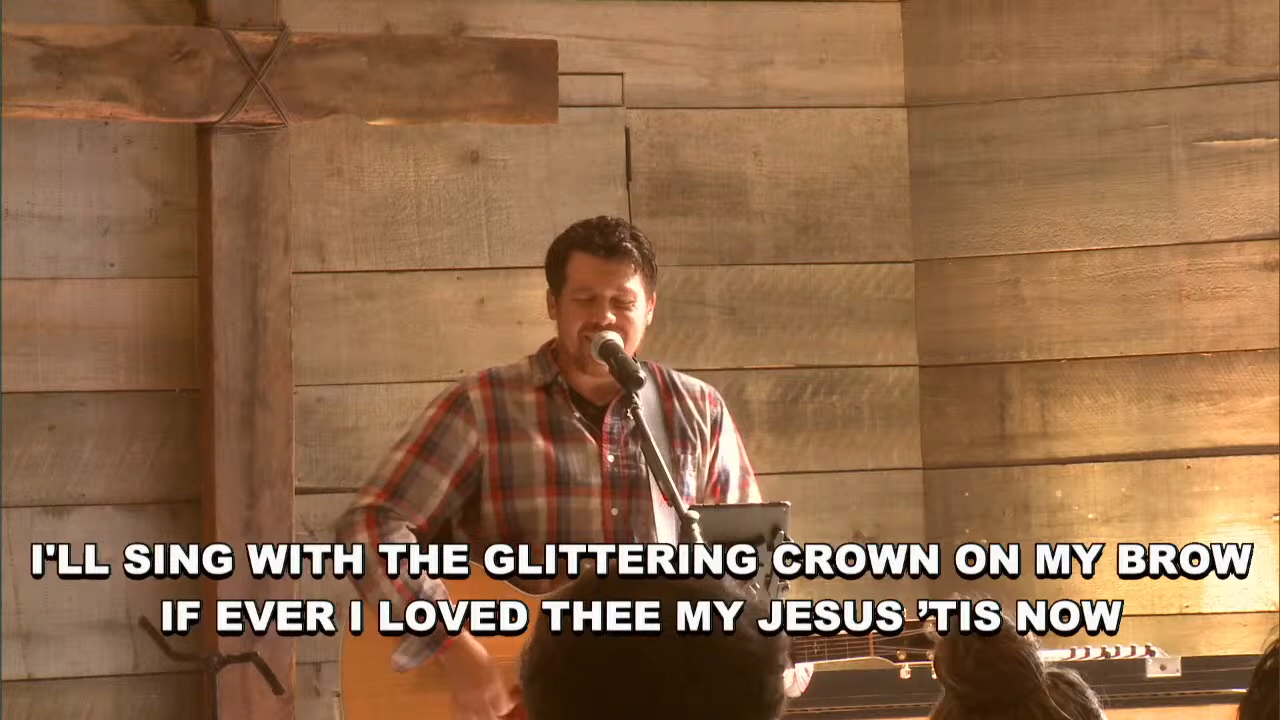 I'LL SING WITH THE GLITTERING CROWN ON MY BROW
IF EVER I LOVED THEE MY JESUS ’TIS NOW